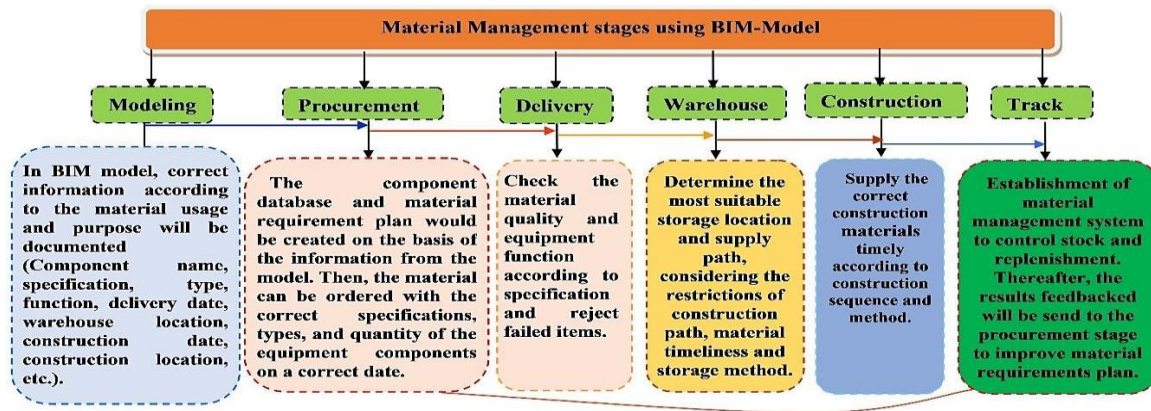 Material Management stages using BIM-Model
Modeling
Procurement
Delivery
Warehouse
Construction
Track
In BIM model, correct
information according
to the material usage
and purpose will be
documented
(Component name,
specification, type,
function, delivery date,
warehouse location,
construction date,
construction location,
etc.).
The component
database and material
requirement plan would
be created on the basis of
the information from the
model. Then, the material
can be ordered with the
correct specifications,
types, and quantity of the
equipment components
on a correct date.
Check the
material
quality and
equipment
function
according to
specification
and reject
failed items.
Determine the
most suitable
storage location
and supply
path,
considering the
restrictions of
construction
path, material
timeliness and
storage method.
Supply the
correct
construction
materials
timely
according to
construction
sequence and
method.
Establishment of
material
management system
to control stock and
replenishment.
Thereafter, the
results feedbacked
will be send to the
procurement stage
to improve material
requirements plan.